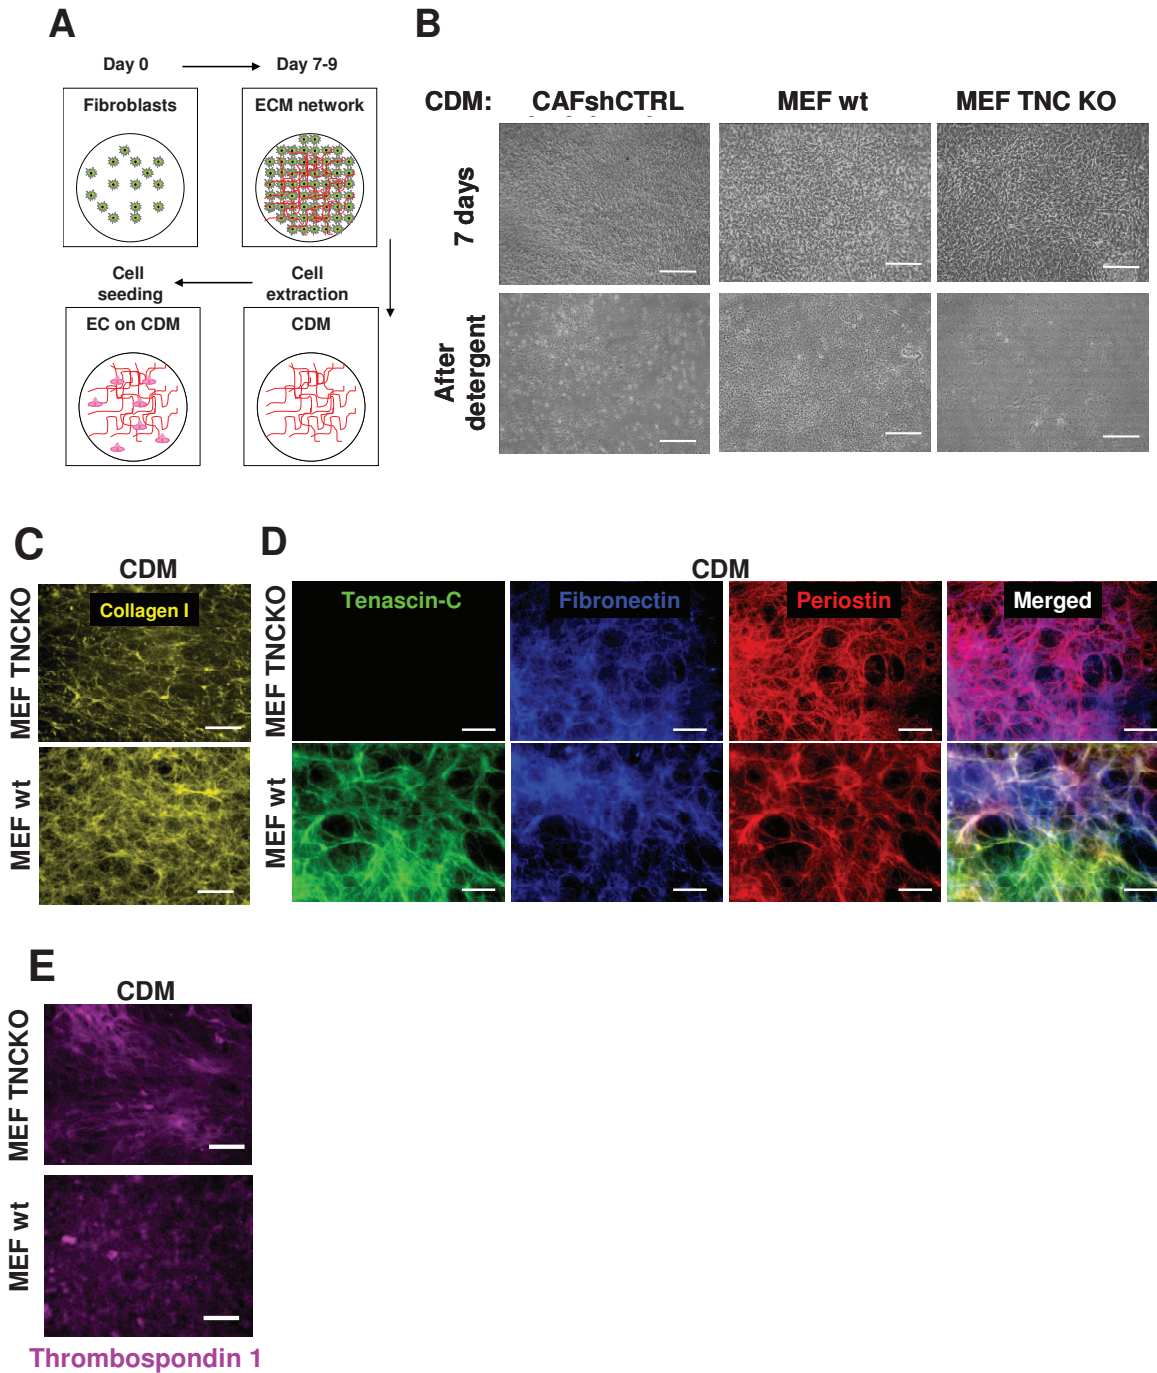 A
Day 0
Day 7-9
Fibroblasts
ECM network
Cell
seeding
Cell
extraction
EC on CDM
CDM
B
CDM:
CAFshCTRL
MEF wt
MEF TNC KO
7 days
After
detergent
C
CDM
MEF TNCKO
Collagen I
MEF wt
D
CDM
MEF TNCKO
Tenascin-C
Fibronectin
Periostin
Merged
MEF wt
E
CDM
MEF TNCKO
MEF wt
Thrombospondin 1